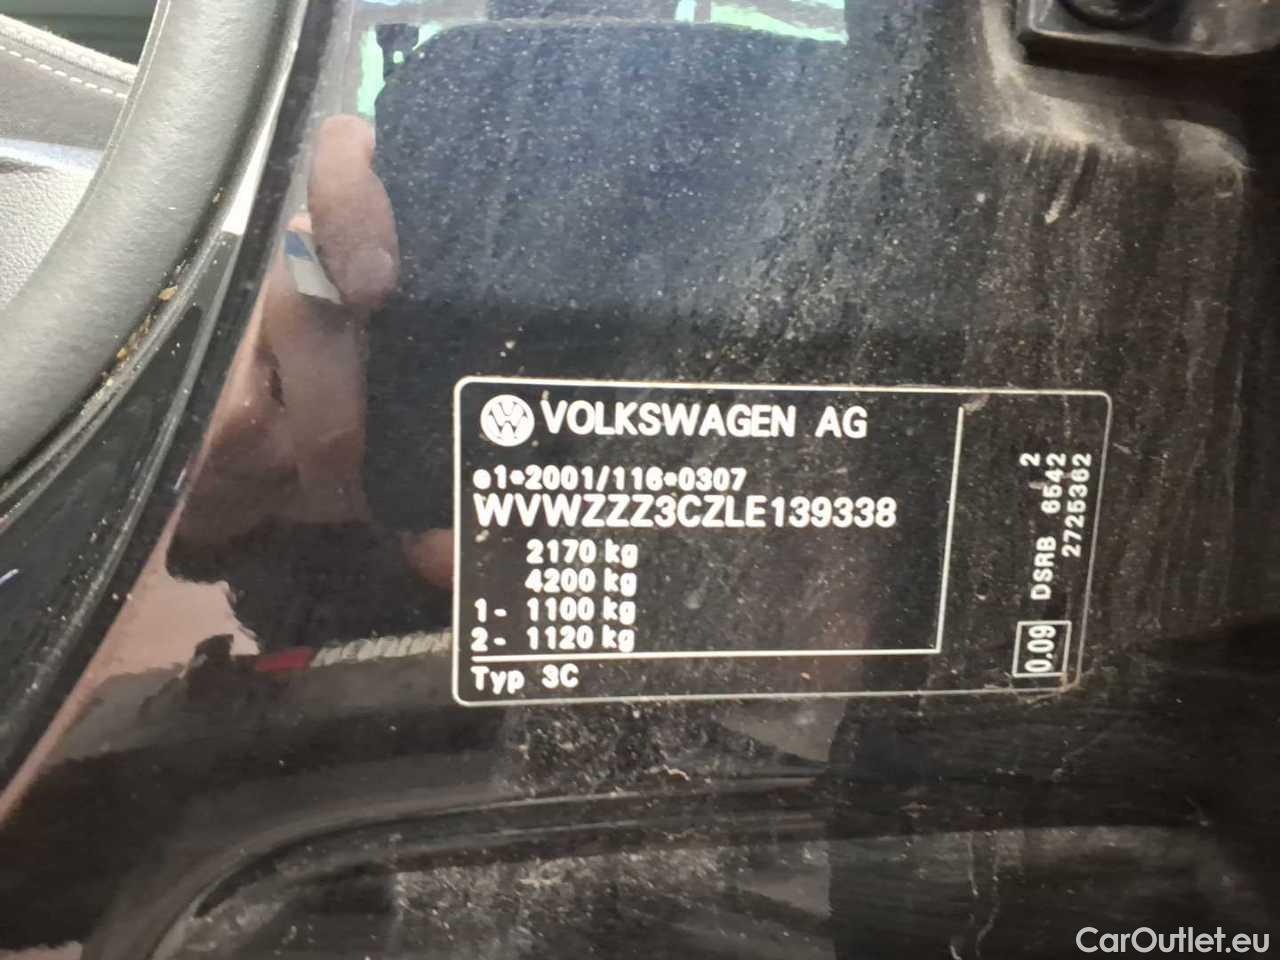 VOLKSWAGEN AG
e1*2001/116*0307
WVWZZZ3CZLE139338
2170 kg
4200 kg
1- 1100 kg
2- 1120 kg
Typ 3C
0.09 DSRB 6542 2
2725362
CarOutlet.eu